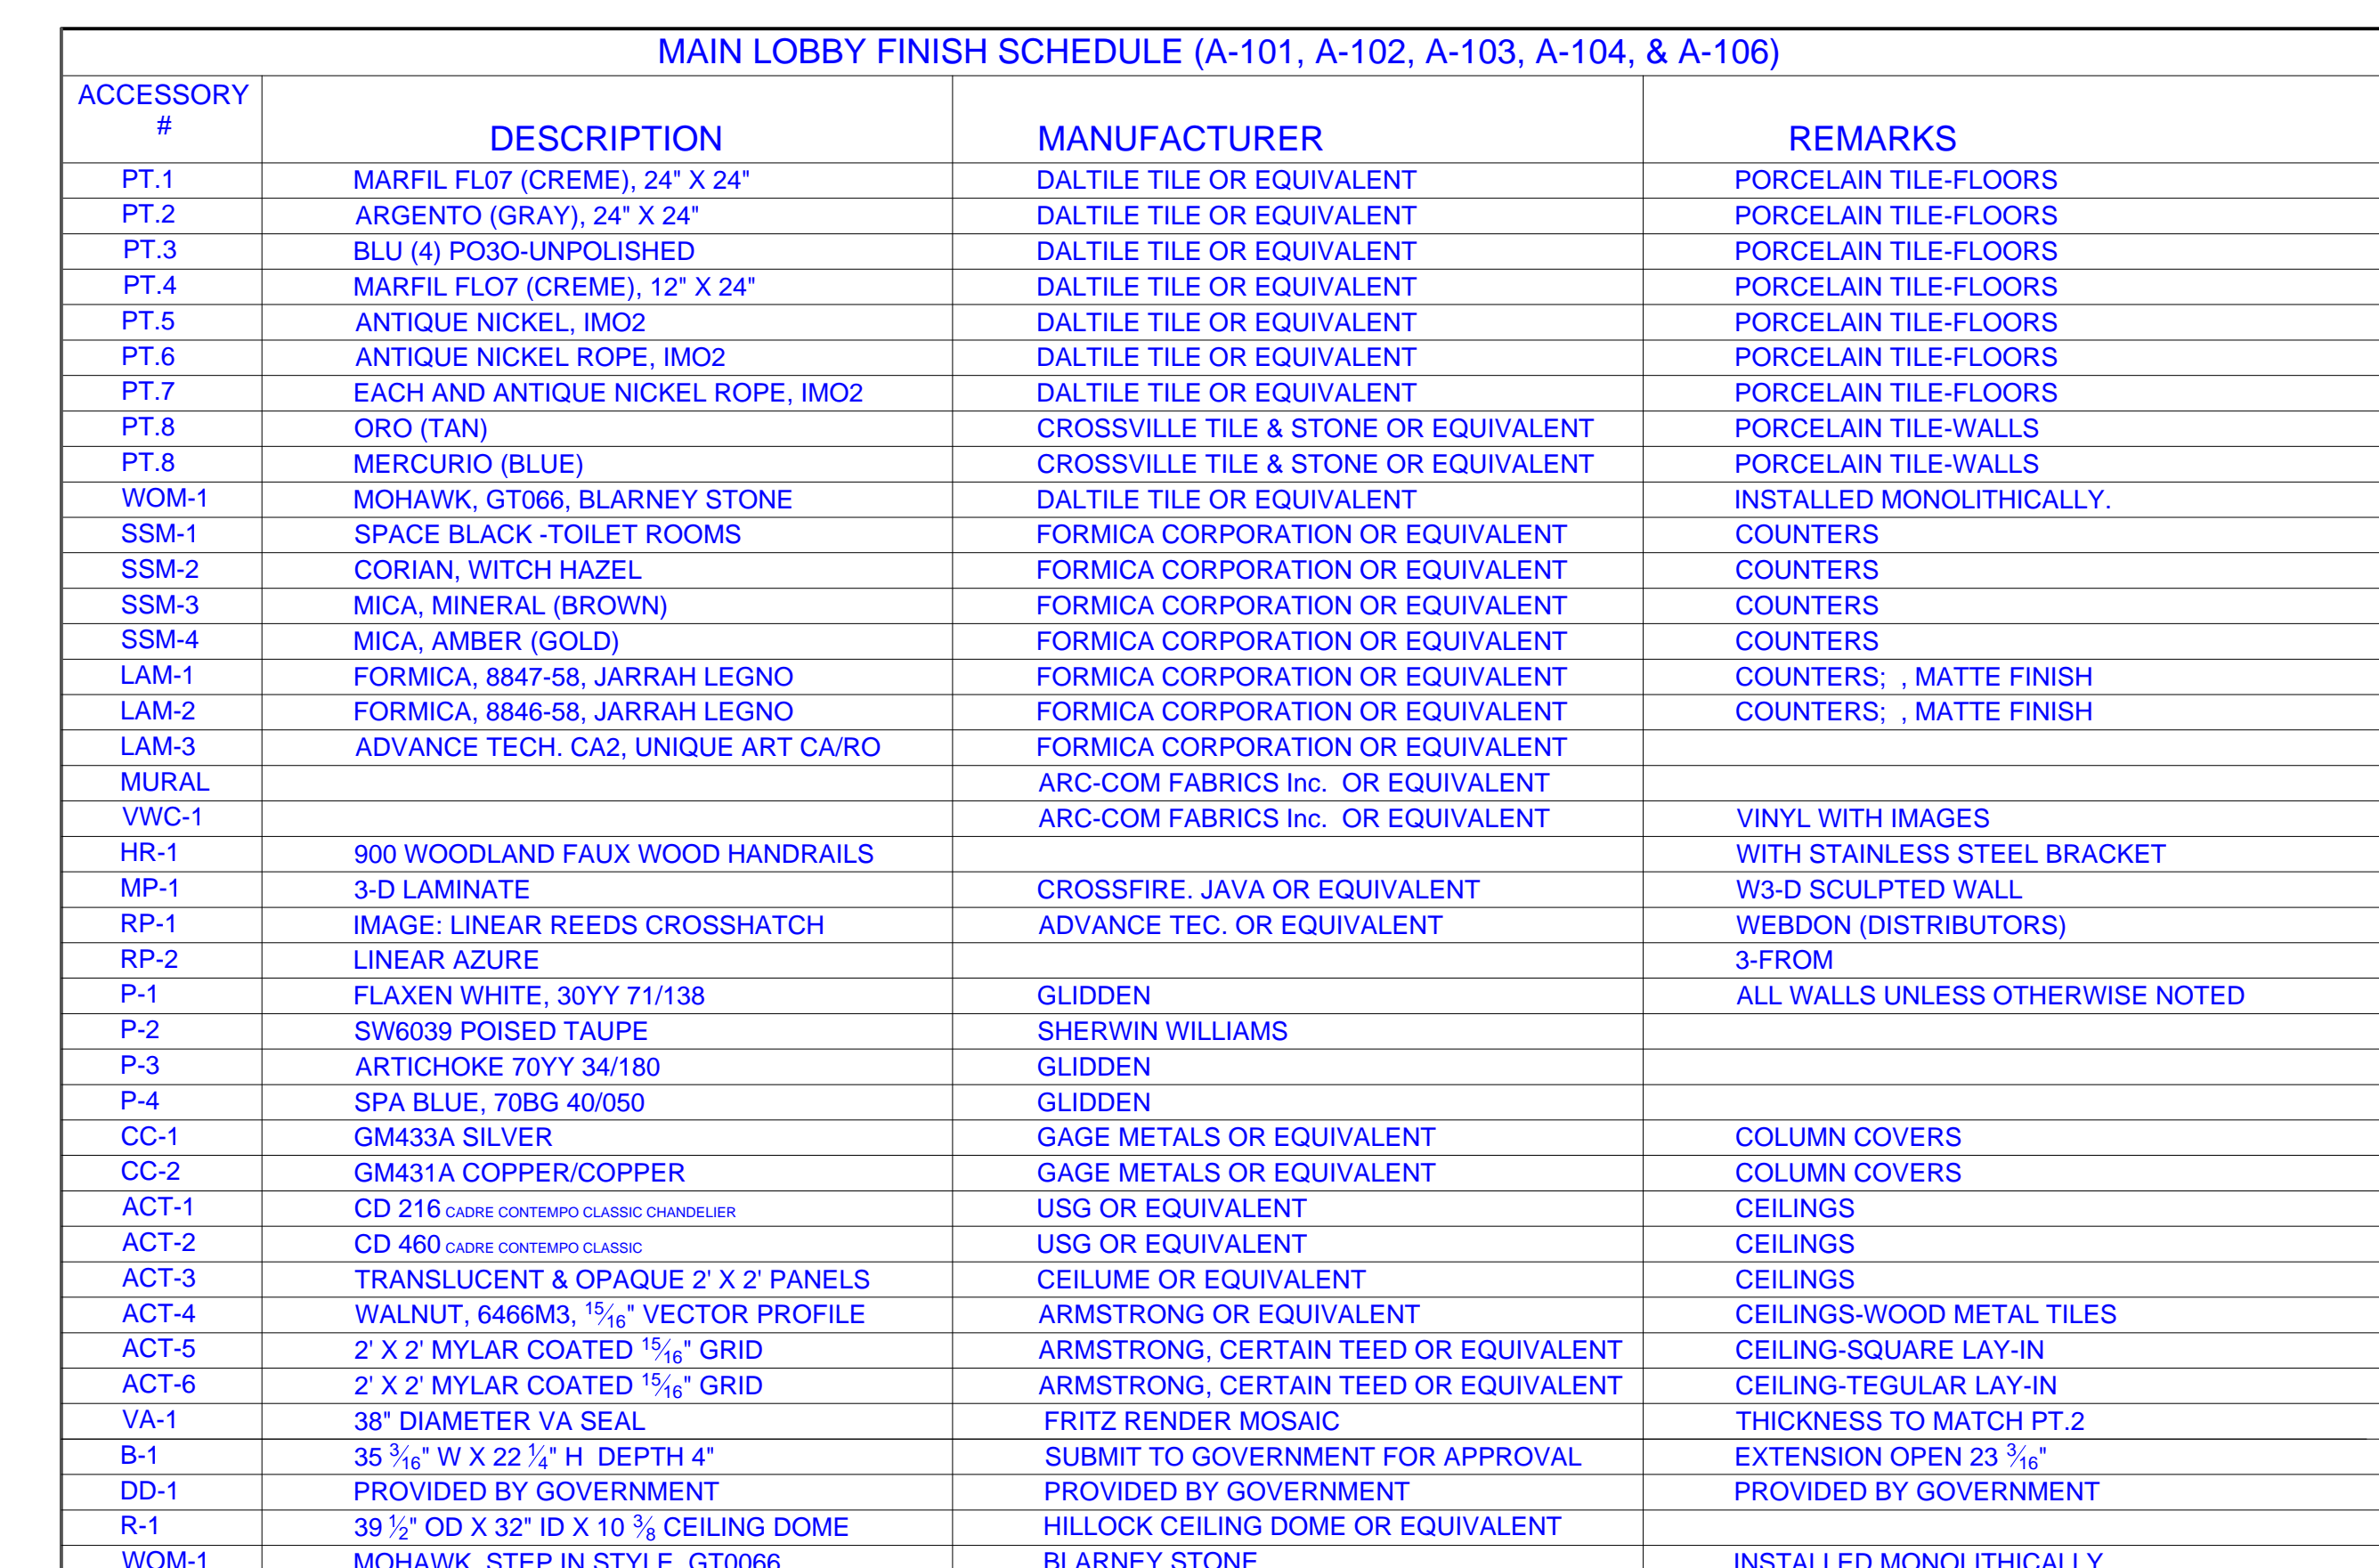 MAIN LOBBY FINISH SCHEDULE (A-101, A-102, A-103, A-104, & A-106)
ACCESSORY # DESCRIPTION MANUFACTURER REMARKS
PT.1 MARFIL FL07 (CREME), 24" X 24" DALTILE TILE OR EQUIVALENT PORCELAIN TILE-FLOORS
PT.2 ARGENTO (GRAY), 24" X 24" DALTILE TILE OR EQUIVALENT PORCELAIN TILE-FLOORS
PT.3 BLU (4) PO3O-UNPOLISHED DALTILE TILE OR EQUIVALENT PORCELAIN TILE-FLOORS
PT.4 MARFIL FLO7 (CREME), 12" X 24" DALTILE TILE OR EQUIVALENT PORCELAIN TILE-FLOORS
PT.5 ANTIQUE NICKEL, IMO2 DALTILE TILE OR EQUIVALENT PORCELAIN TILE-FLOORS
PT.6 ANTIQUE NICKEL ROPE, IMO2 DALTILE TILE OR EQUIVALENT PORCELAIN TILE-FLOORS
PT.7 EACH AND ANTIQUE NICKEL ROPE, IMO2 DALTILE TILE OR EQUIVALENT PORCELAIN TILE-FLOORS
PT.8 ORO (TAN) CROSSVILLE TILE & STONE OR EQUIVALENT PORCELAIN TILE-WALLS
PT.8 MERCURIO (BLUE) CROSSVILLE TILE & STONE OR EQUIVALENT PORCELAIN TILE-WALLS
WOM-1 MOHAWK, GT066, BLARNEY STONE DALTILE TILE OR EQUIVALENT INSTALLED MONOLITHICALLY.
SSM-1 SPACE BLACK -TOILET ROOMS FORMICA CORPORATION OR EQUIVALENT COUNTERS
SSM-2 CORIAN, WITCH HAZEL FORMICA CORPORATION OR EQUIVALENT COUNTERS
SSM-3 MICA, MINERAL (BROWN) FORMICA CORPORATION OR EQUIVALENT COUNTERS
SSM-4 MICA, AMBER (GOLD) FORMICA CORPORATION OR EQUIVALENT COUNTERS
LAM-1 FORMICA, 8847-58, JARRAH LEGNO FORMICA CORPORATION OR EQUIVALENT COUNTERS; , MATTE FINISH
LAM-2 FORMICA, 8846-58, JARRAH LEGNO FORMICA CORPORATION OR EQUIVALENT COUNTERS; , MATTE FINISH
LAM-3 ADVANCE TECH. CA2, UNIQUE ART CA/RO FORMICA CORPORATION OR EQUIVALENT
MURAL ARC-COM FABRICS Inc. OR EQUIVALENT
VWC-1 ARC-COM FABRICS Inc. OR EQUIVALENT VINYL WITH IMAGES
HR-1 900 WOODLAND FAUX WOOD HANDRAILS WITH STAINLESS STEEL BRACKET
MP-1 3-D LAMINATE CROSSFIRE. JAVA OR EQUIVALENT W3-D SCULPTED WALL
RP-1 IMAGE: LINEAR REEDS CROSSHATCH ADVANCE TEC. OR EQUIVALENT WEBDON (DISTRIBUTORS)
RP-2 LINEAR AZURE 3-FROM
P-1 FLAXEN WHITE, 30YY 71/138 GLIDDEN ALL WALLS UNLESS OTHERWISE NOTED
P-2 SW6039 POISED TAUPE SHERWIN WILLIAMS
P-3 ARTICHOKE 70YY 34/180 GLIDDEN
P-4 SPA BLUE, 70BG 40/050 GLIDDEN
CC-1 GM433A SILVER GAGE METALS OR EQUIVALENT COLUMN COVERS
CC-2 GM431A COPPER/COPPER GAGE METALS OR EQUIVALENT COLUMN COVERS
ACT-1 CD 216 CADRE CONTEMPO CLASSIC CHANDELIER USG OR EQUIVALENT CEILINGS
ACT-2 CD 460 CADRE CONTEMPO CLASSIC USG OR EQUIVALENT CEILINGS
ACT-3 TRANSLUCENT & OPAQUE 2' X 2' PANELS CEILUME OR EQUIVALENT CEILINGS
ACT-4 WALNUT, 6466M3, 15/16" VECTOR PROFILE ARMSTRONG OR EQUIVALENT CEILINGS-WOOD METAL TILES
ACT-5 2' X 2' MYLAR COATED 15/16" GRID ARMSTRONG, CERTAIN TEED OR EQUIVALENT CEILING-SQUARE LAY-IN
ACT-6 2' X 2' MYLAR COATED 15/16" GRID ARMSTRONG, CERTAIN TEED OR EQUIVALENT CEILING-TEGULAR LAY-IN
VA-1 38" DIAMETER VA SEAL FRITZ RENDER MOSAIC THICKNESS TO MATCH PT.2
B-1 35 3/16" W X 22 1/4" H DEPTH 4" SUBMIT TO GOVERNMENT FOR APPROVAL EXTENSION OPEN 23 3/16"
DD-1 PROVIDED BY GOVERNMENT PROVIDED BY GOVERNMENT PROVIDED BY GOVERNMENT
R-1 39 1/2" OD X 32" ID X 10 3/8 CEILING DOME HILLOCK CEILING DOME OR EQUIVALENT
WOM-1 MOHAWK, STEP IN STYLE, GT0066 BLARNEY STONE INSTALLED MONOLITHICALLY